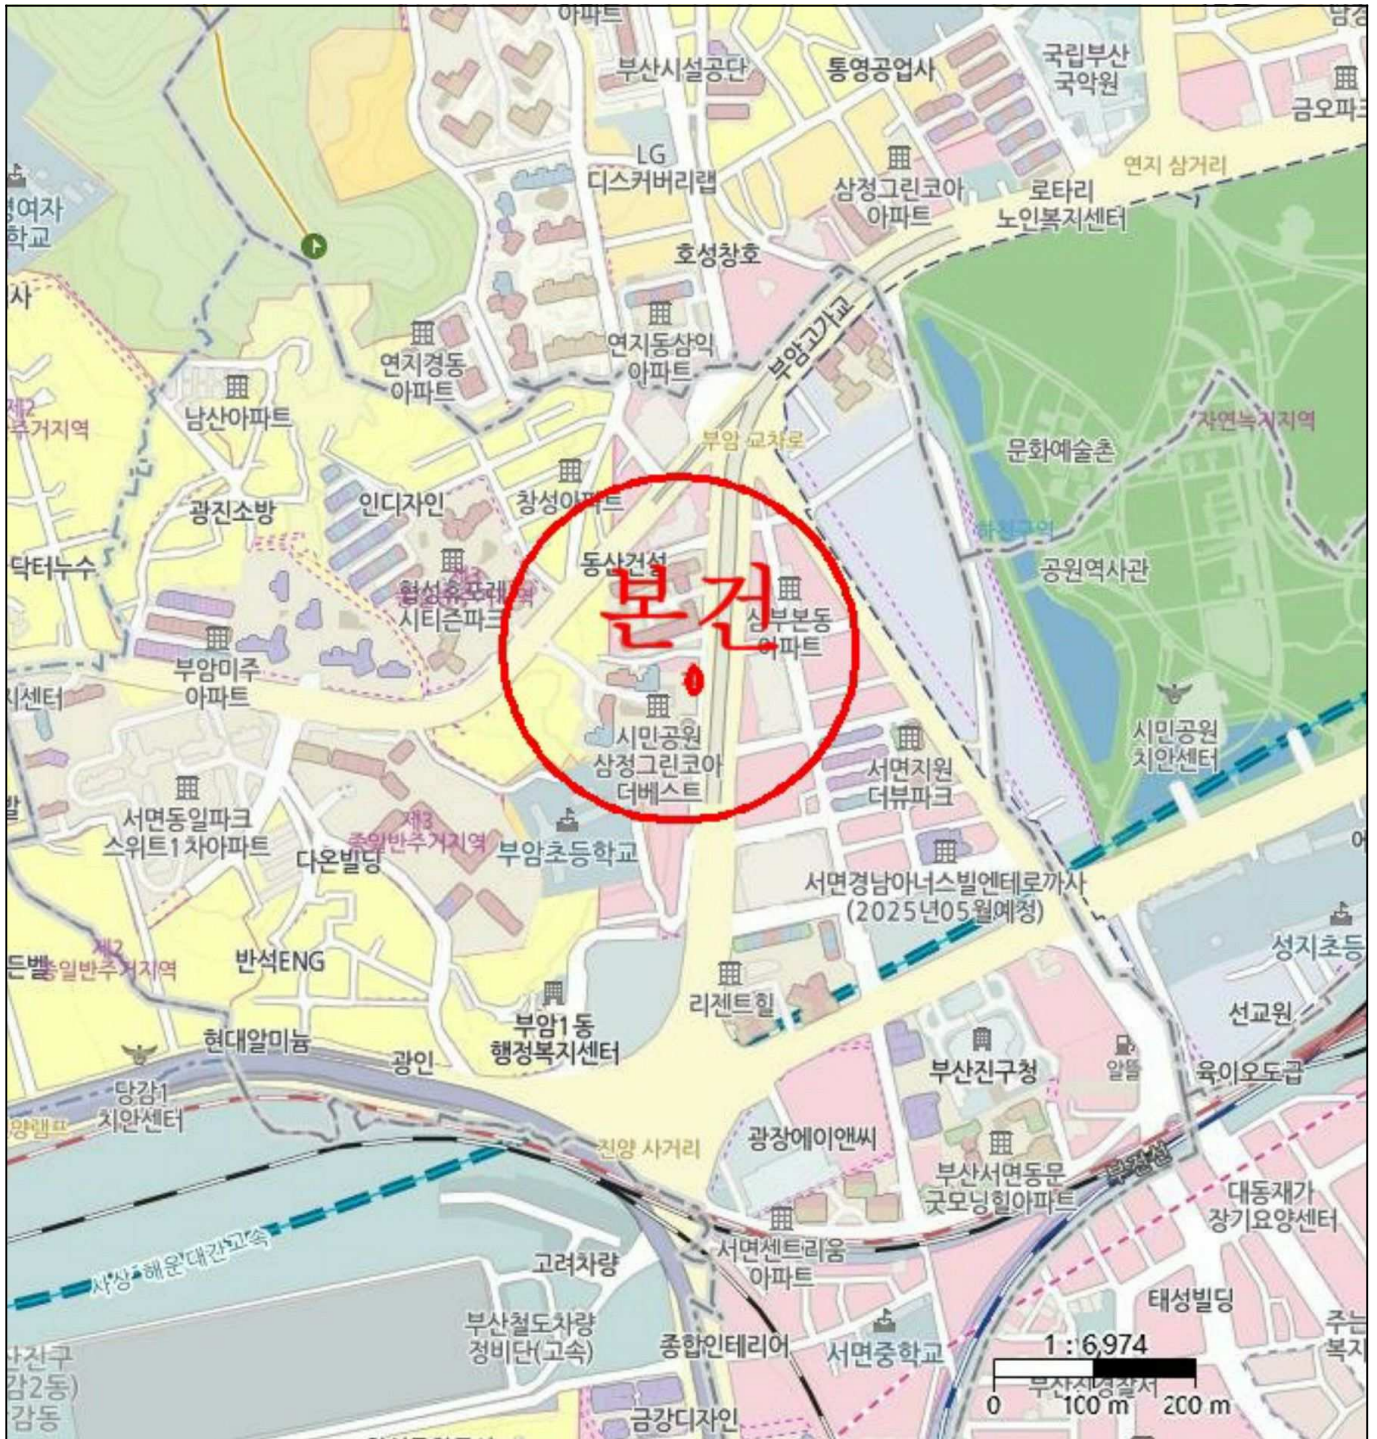 아파트
부산시설공단
통영공업사
국립부산
국악원
금오파크
LG
디스커버리랩
삼정그린코아
아파트
로타리
노인복지센터
연지 삼거리
학교
호성창호
부암고가교
연지경동
아파트
연지동삼익
아파트
남산아파트
제2
주거지역
부암 교차로
문화예술촌
자연녹지지역
광진소방
인디자인
창성아파트
하천구역
닥터누수
동산건설
공원역사관
본건
시티즌파크
삼부본동
아파트
부암미주
아파트
시민공원
삼정그린코아
더베스트
서면지원
더뷰파크
시민공원
치안센터
서면동일파크
스위트1차아파트
다온빌딩
제3
종일반주거지역
부암초등학교
서면경남아너스빌엔테로까사
(2025년05월예정)
성지초등
제2
종일반주거지역
반석ENG
리젠트힐
부암1동
행정복지센터
선교원
현대알미늄
광인
부산진구청
알뜰
육이오도급
당감1
치안센터
진양 사거리
광장에이앤씨
부산서면동문
굿모닝힐아파트
부전선
대동재가
장기요양센터
사상-해운대간고속
고려차량
서면센트리움
아파트
태성빌딩
부산철도차량
정비단(고속)
종합인테리어
서면중학교
1 : 6,974
부산진경찰서
0 100 m 200 m
금강디자인